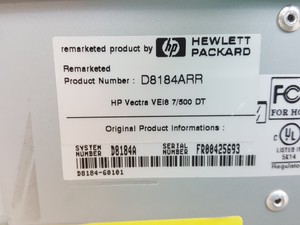 remarketed product by hp HEWLETT PACKARD
Remarketed
Product Number : D8184ARR
HP Vectra VEi8 7/500 DT
Original Product Informations :
SYSTEM NUMBER D8184A SERIAL NUMBER FR00425693
D8184-60101
FC
FOR HO
UL
LISTED
Regulator